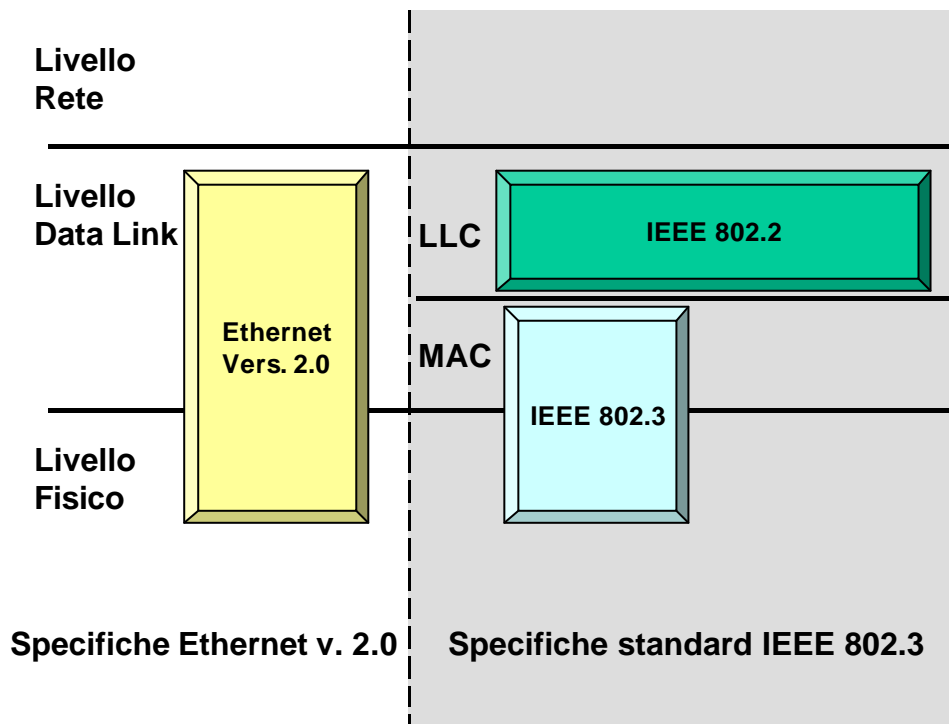 Livello
Rete
Livello
Data Link
LLC
IEEE 802.2
Ethernet
Vers. 2.0
MAC
IEEE 802.3
Livello
Fisico
Specifiche Ethernet v. 2.0
Specifiche standard IEEE 802.3